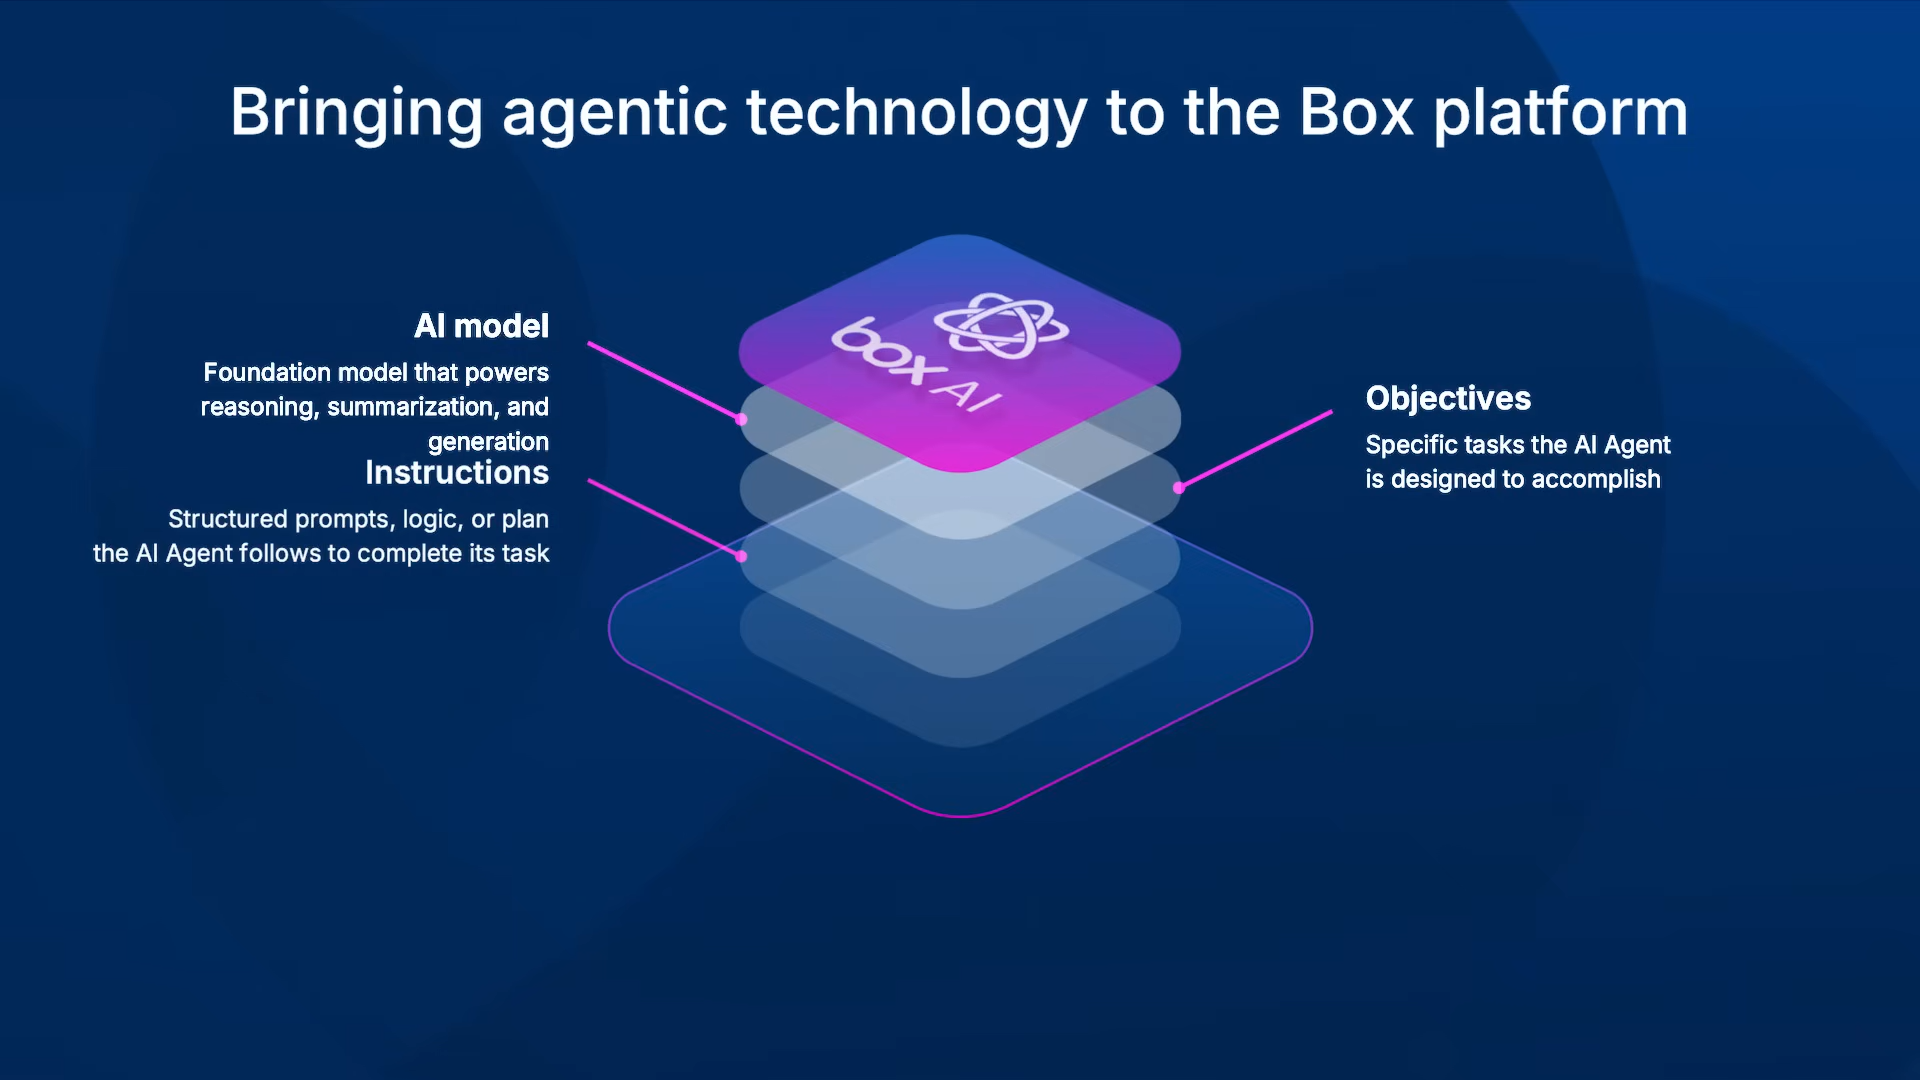 Bringing agentic technology to the Box platform
box AI
AI model
Foundation model that powers
reasoning, summarization, and
generation
Instructions
Structured prompts, logic, or plan
the AI Agent follows to complete its task
Objectives
Specific tasks the AI Agent
is designed to accomplish